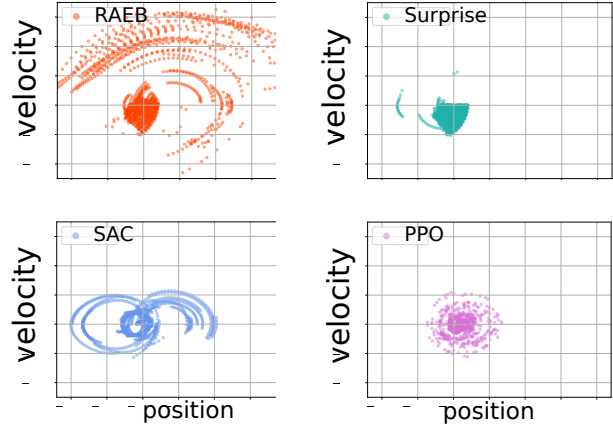 RAEB
velocity
Surprise
velocity
SAC
velocity
position
PPO
velocity
position